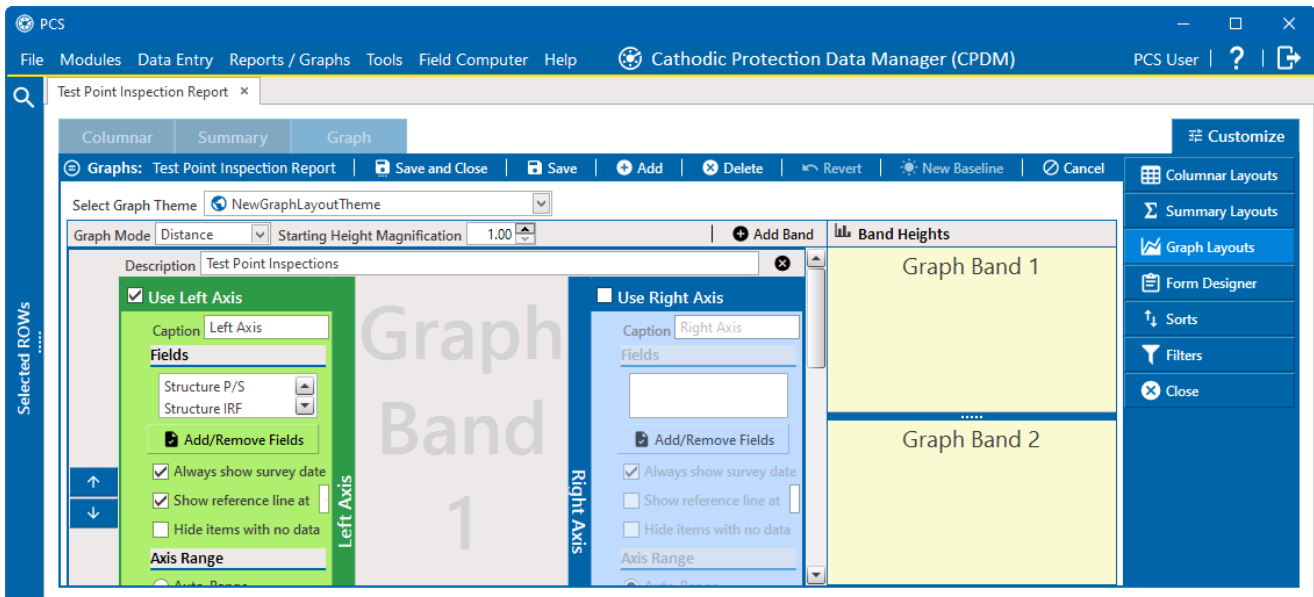 PCS
File Modules Data Entry Reports / Graphs Tools Field Computer Help Cathodic Protection Data Manager (CPDM) PCS User | ? |
Test Point Inspection Report ×
Columnar Summary Graph Customize
Graphs: Test Point Inspection Report | Save and Close | Save | Add | Delete | Revert | New Baseline | Cancel
Select Graph Theme NewGraphLayoutTheme
Graph Mode Distance Starting Height Magnification 1.00 | Add Band
Description Test Point Inspections
Use Left Axis
Caption Left Axis
Fields
Structure P/S
Structure IRF
Add/Remove Fields
Always show survey date
Show reference line at
Hide items with no data
Axis Range
Auto-Range
Left Axis
Graph
Band
1
Use Right Axis
Caption Right Axis
Fields
Add/Remove Fields
Always show survey date
Show reference line at
Hide items with no data
Axis Range
Auto-Range
Right Axis
Band Heights
Graph Band 1
Graph Band 2
Columnar Layouts
Σ Summary Layouts
Graph Layouts
Form Designer
Sorts
Filters
Close
Selected ROWs